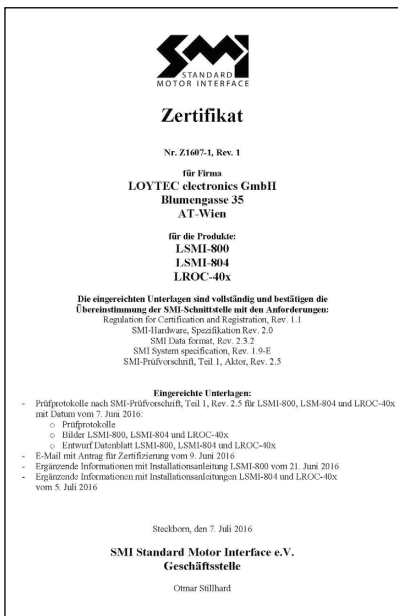 SMI
STANDARD
MOTOR INTERFACE
Zertifikat
Nr. Z1607-1, Rev. 1
für Firma
LOYTEC electronics GmbH
Blumengasse 35
AT-Wien
für die Produkte:
LSMI-800
LSMI-804
LROC-40x
Die eingereichten Unterlagen sind vollständig und bestätigen die
Übereinstimmung der SMI-Schnittstelle mit den Anforderungen:
Regulation for Certification and Registration, Rev. 1.1
SMI-Hardware, Spezifikation Rev. 2.0
SMI Data format, Rev. 2.3.2
SMI System specification, Rev. 1.9-E
SMI-Prüfvorschrift, Teil 1, Aktor, Rev. 2.5
Eingereichte Unterlagen:
- Prüfprotokolle nach SMI-Prüfvorschrift, Teil 1, Rev. 2.5 für LSMI-800, LSM-804 und LROC-40x
mit Datum vom 7. Juni 2016:
o Prüfprotokolle
o Bilder LSMI-800, LSMI-804 und LROC-40x
o Entwurf Datenblatt LSMI-800, LSMI-804 und LROC-40x
- E-Mail mit Antrag für Zertifizierung vom 9. Juni 2016
- Ergänzende Informationen mit Installationsanleitung LSMI-800 vom 21. Juni 2016
- Ergänzende Informationen mit Installationsanleitungen LSMI-804 und LROC-40x
vom 5. Juli 2016
Steckborn, den 7. Juli 2016
SMI Standard Motor Interface e.V.
Geschäftsstelle
Otmar Stillhard